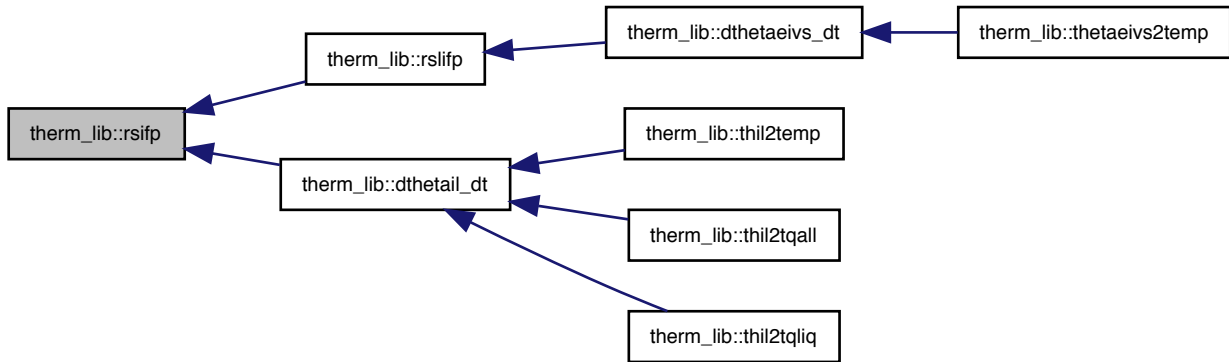 therm_lib::dthetaeivs_dt
therm_lib::thetaeivs2temp
therm_lib::rslifp
therm_lib::rsifp
therm_lib::thil2temp
therm_lib::dthetail_dt
therm_lib::thil2tqall
therm_lib::thil2tqliq